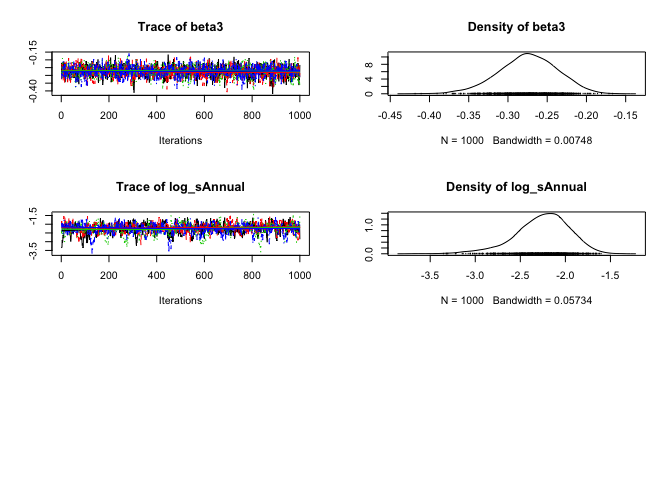 Trace of beta3
-0.15
-0.40
0 200 400 600 800 1000
Iterations
Density of beta3
8
4
0
-0.45 -0.40 -0.35 -0.30 -0.25 -0.20 -0.15
N = 1000 Bandwidth = 0.00748
Trace of log_sAnnual
-1.5
-3.5
0 200 400 600 800 1000
Iterations
Density of log_sAnnual
1.0
0.0
-3.5 -3.0 -2.5 -2.0 -1.5
N = 1000 Bandwidth = 0.05734